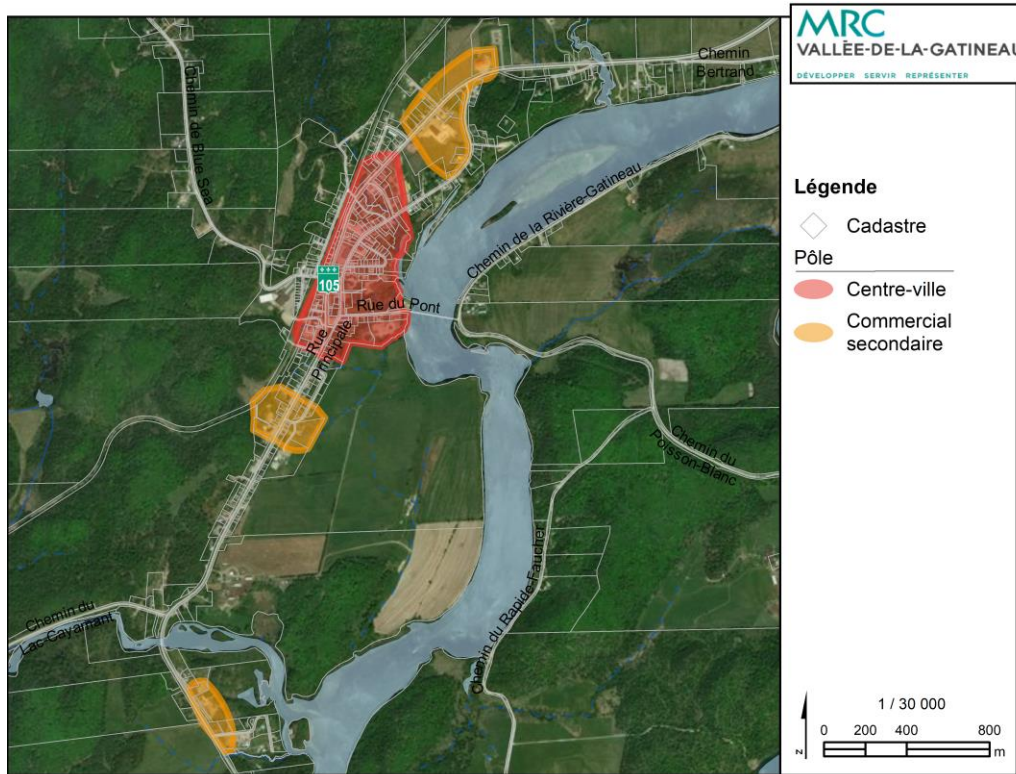 MRC
VALLÉE-DE-LA-GATINEAU
DÉVELOPPER SERVIR REPRÉSENTER
Chemin
Bertrand
Chemin de Blue Sea
Chemin de la Rivière-Gatineau
105
Rue du Pont
Rue
Principale
Chemin du
Poisson-Blanc
Chemin du Rapide-Faucher
Chemin du
Lac-Cayamant
Légende
Cadastre
Pôle
Centre-ville
Commercial
secondaire
1 / 30 000
N
0 200 400 800
m